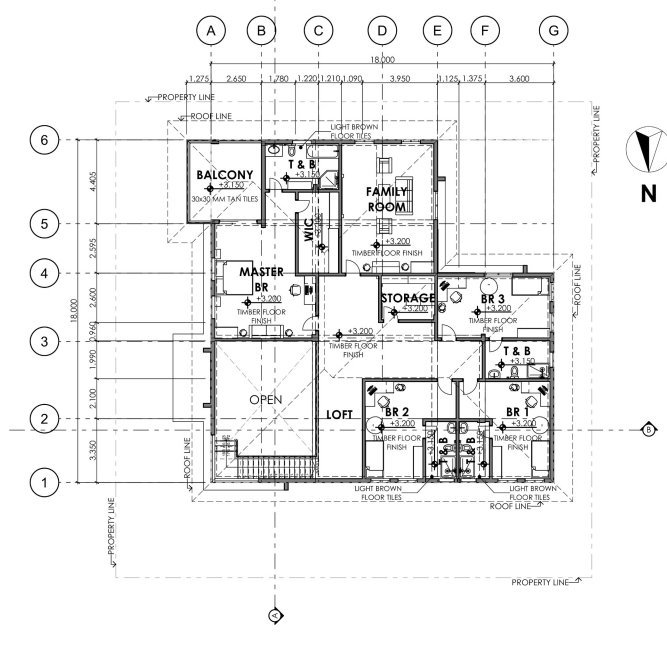 A B C D E F G
18.000
1.275 2.650 1.780 1.220 1.210 1.090 3.950 1.125 1.375 3.600
PROPERTY LINE
ROOF LINE
PROPERTY LINE
LIGHT BROWN
FLOOR TILES
6
N
BALCONY
+3.150
30x30 MM TAN TILES
T & B
+3.150
FAMILY
ROOM
4.405
5
WIC
+3.200
TIMBER FLOOR FINISH
2.595
4
MASTER
BR
+3.200
TIMBER FLOOR
FINISH
STORAGE
+3.200
BR 3
+3.200
TIMBER FLOOR
FINISH
ROOF LINE
2.600
18.000
0.960
+3.200
TIMBER FLOOR
FINISH
3
T & B
+3.150
1.990
OPEN
LOFT
BR 2
+3.200
TIMBER FLOOR
FINISH
BR 1
+3.200
TIMBER FLOOR
FINISH
2.100
2
B
T & B
+3.150
T & B
+3.150
3.350
ROOF LINE
1
LIGHT BROWN
FLOOR TILES
LIGHT BROWN
FLOOR TILES
ROOF LINE
PROPERTY LINE
PROPERTY LINE
A